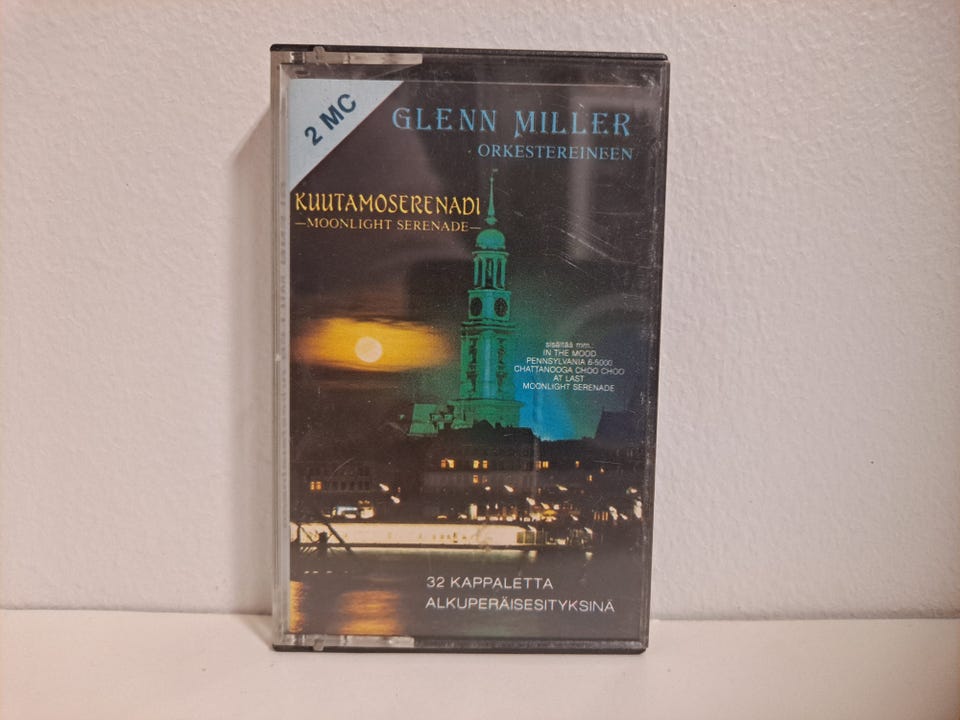 2 MC
GLENN MILLER
ORKESTEREINEEN
KUUTAMOSERENADI
—MOONLIGHT SERENADE—
sisältää mm.:
IN THE MOOD
PENNSYLVANIA 6-5000
CHATTANOOGA CHOO CHOO
AT LAST
MOONLIGHT SERENADE
32 KAPPALETTA
ALKUPERÄISESITYKSINÄ